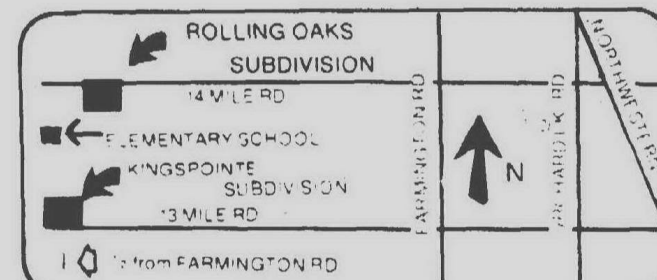 ROLLING OAKS
SUBDIVISION
14 MILE RD
ELEMENTARY SCHOOL
KINGSPOINTE
SUBDIVISION
13 MILE RD
from FARMINGTON RD
FARMINGTON RD
N
RD
NORTHWESTERN